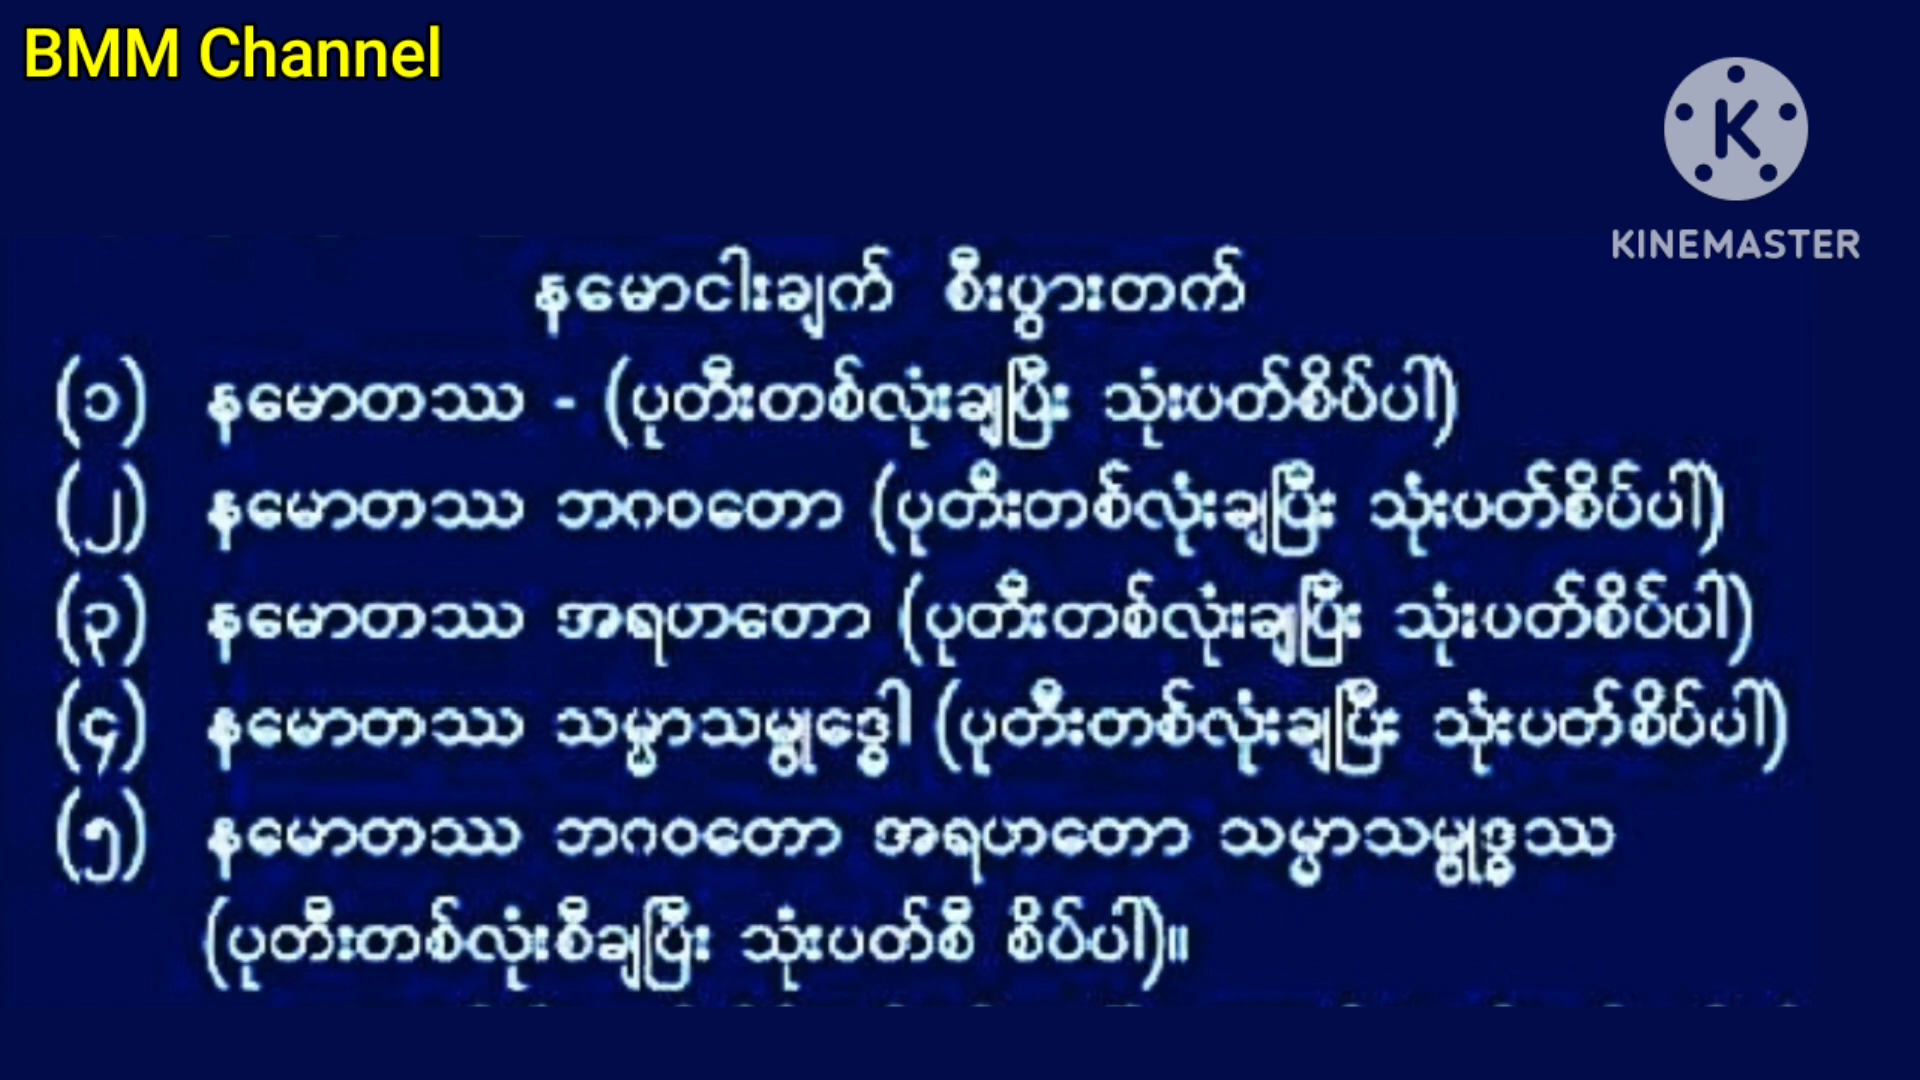 BMM Channel
KINEMASTER
နမောငါးချက် စီးပွားတက်
(၁) နမောတဿ - (ပုတီးတစ်လုံးချပြီး သုံးပတ်စိပ်ပါ)
(၂) နမောတဿ ဘဂဝတော (ပုတီးတစ်လုံးချပြီး သုံးပတ်စိပ်ပါ)
(၃) နမောတဿ အရဟတော (ပုတီးတစ်လုံးချပြီး သုံးပတ်စိပ်ပါ)
(၄) နမောတဿ သမ္မာသမ္ဗုဒ္ဓေါ (ပုတီးတစ်လုံးချပြီး သုံးပတ်စိပ်ပါ)
(၅) နမောတဿ ဘဂဝတော အရဟတော သမ္မာသမ္ဗုဒ္ဓဿ
(ပုတီးတစ်လုံးစီချပြီး သုံးပတ်စီ စိပ်ပါ)။